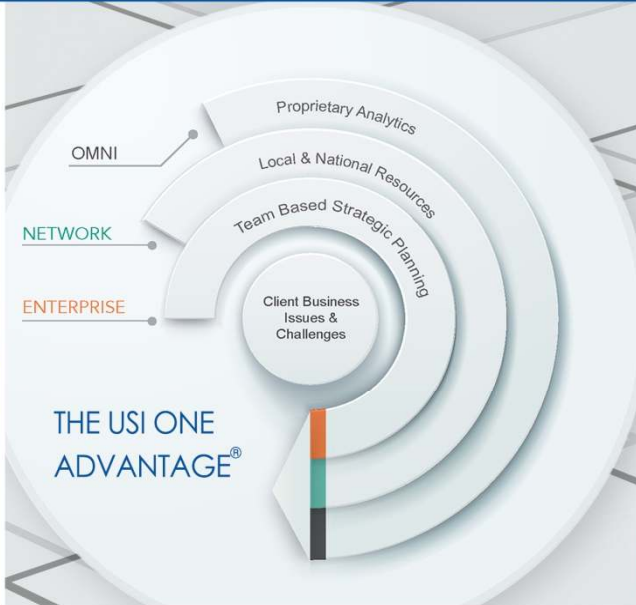 Proprietary Analytics
OMNI
Local & National Resources
NETWORK
Team Based Strategic Planning
ENTERPRISE
Client Business
Issues &
Challenges
THE USI ONE
ADVANTAGE®